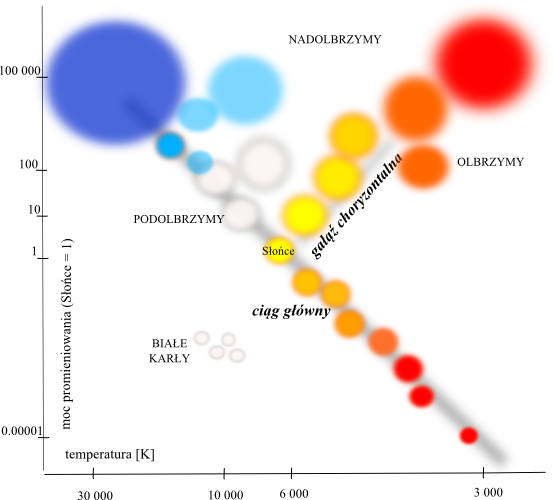 NADOLBRZYMY
100 000
OLBRZYMY
100
gałąź choryzontalna
10
PODOLBRZYMY
Słońce
1
moc promieniowania (Słońce = 1)
ciąg główny
BIAŁE
KARŁY
0.00001
temperatura [K]
30 000
10 000
6 000
3 000